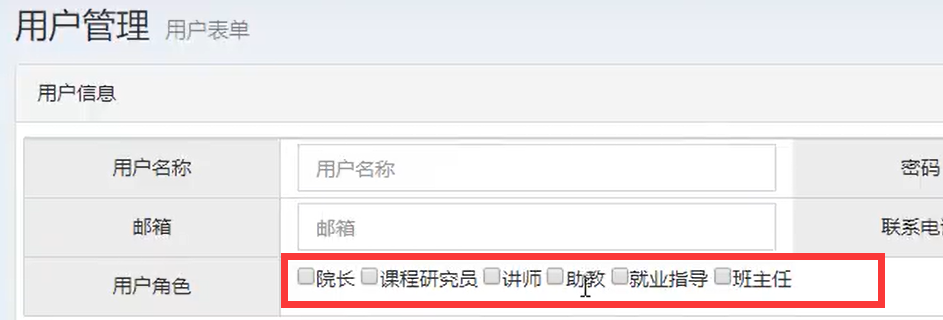 用户管理 用户表单
用户信息
用户名称 用户名称 密码
邮箱 邮箱 联系电
用户角色 院长 课程研究员 讲师 助教 就业指导 班主任